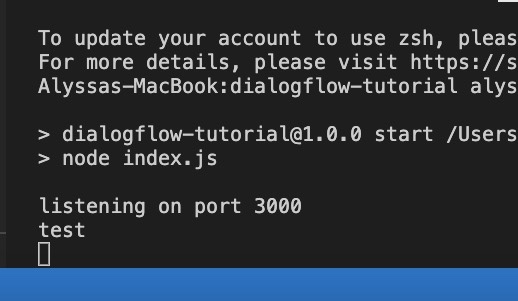 To update your account to use zsh, pleas
For more details, please visit https://s
Alyssas-MacBook:dialogflow-tutorial alys
> dialogflow-tutorial@1.0.0 start /Users
> node index.js
listening on port 3000
test